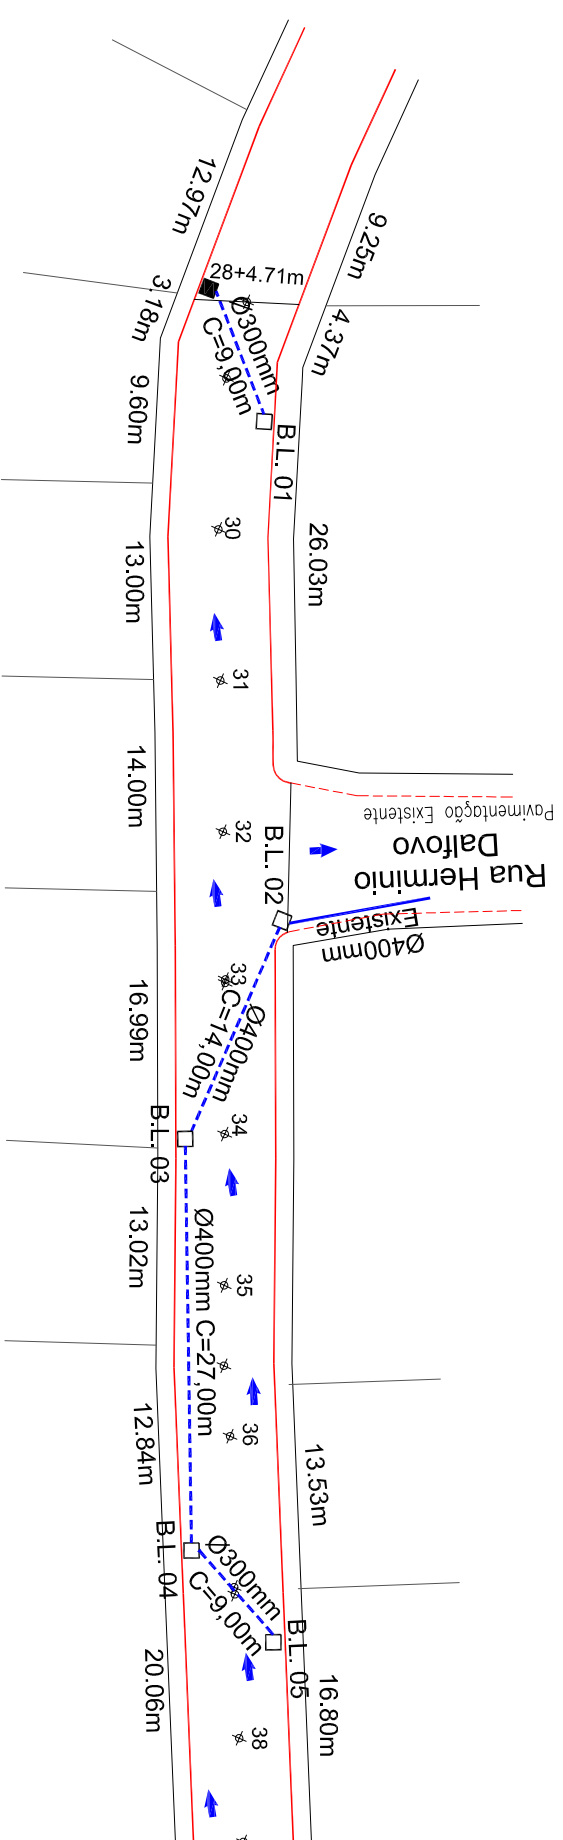 12.97m
9.25m
28+4.71m
3.18m
4.37m
Ø300mm
C=9,00m
9.60m
B.L. 01
30
26.03m
13.00m
31
14.00m
32
B.L. 02
Pavimentação Existente
Rua Herminio
Dalfovo
Ø400mm
Existente
33
16.99m
Ø400mm
C=14,00m
34
B.L. 03
13.02m
Ø400mm C=27,00m
35
36
12.84m
13.53m
B.L. 04
Ø300mm
C=9,00m
B.L. 05
20.06m
16.80m
38